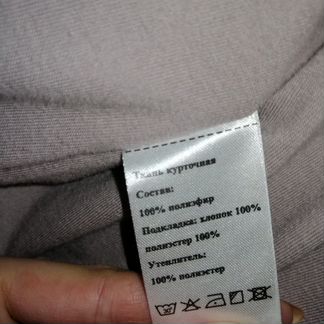 Ткань курточная
Состав:
100% полиэфир
Подкладка: хлопок 100%
полиэстер 100%
Утеплитель:
100% полиэстер